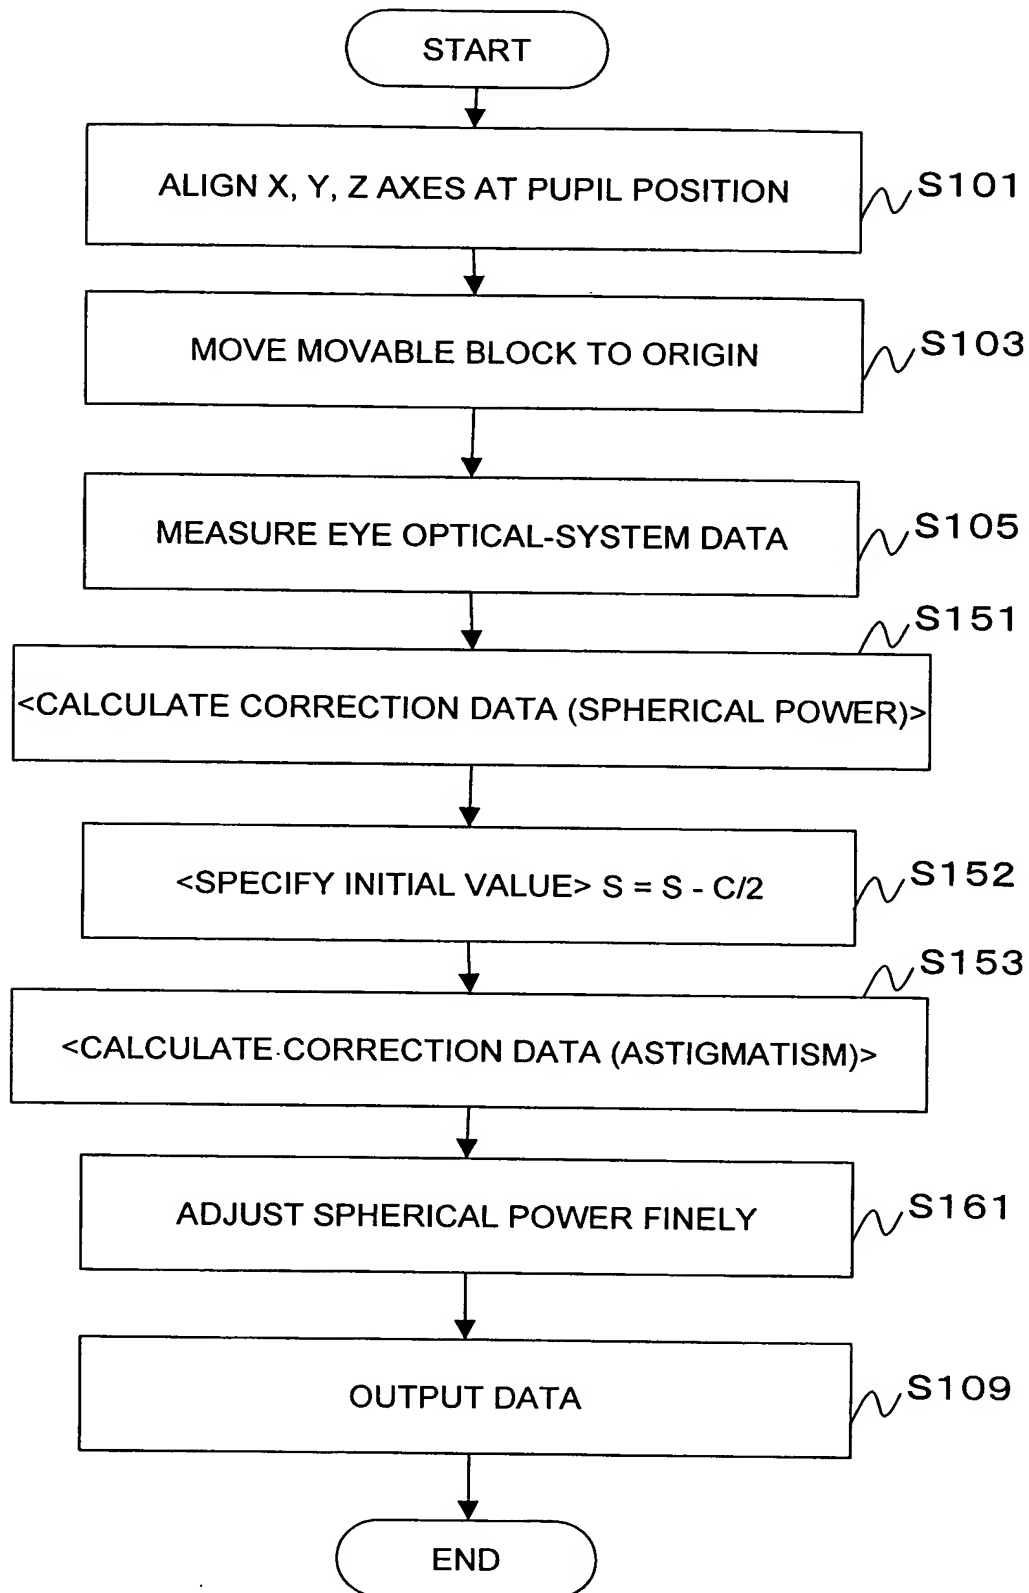 START
ALIGN X, Y, Z AXES AT PUPIL POSITION
S101
MOVE MOVABLE BLOCK TO ORIGIN
S103
MEASURE EYE OPTICAL-SYSTEM DATA
S105
S151
<CALCULATE CORRECTION DATA (SPHERICAL POWER)>
<SPECIFY INITIAL VALUE> S = S - C/2
S152
S153
<CALCULATE CORRECTION DATA (ASTIGMATISM)>
ADJUST SPHERICAL POWER FINELY
S161
OUTPUT DATA
S109
END